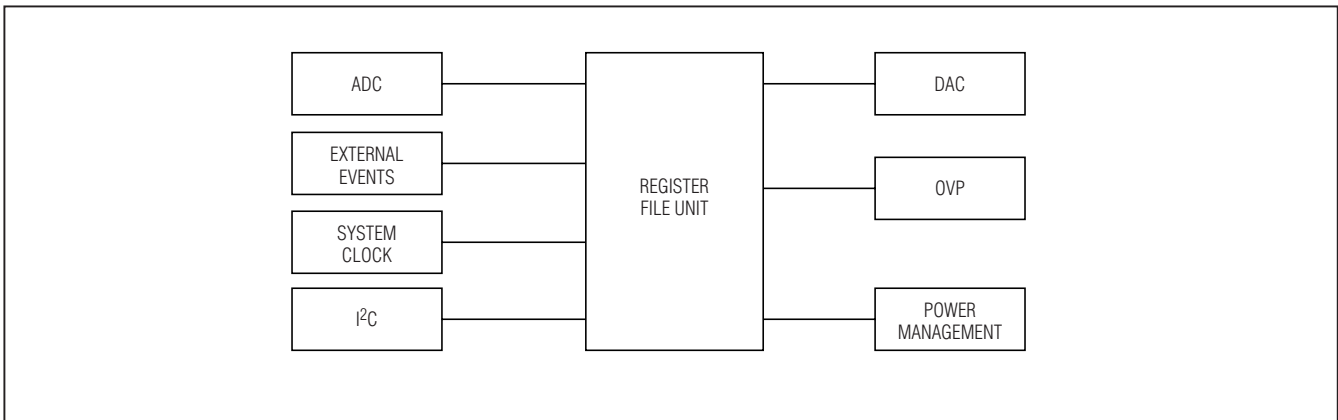 ADC
EXTERNAL
EVENTS
SYSTEM
CLOCK
I²C
REGISTER
FILE UNIT
DAC
OVP
POWER
MANAGEMENT